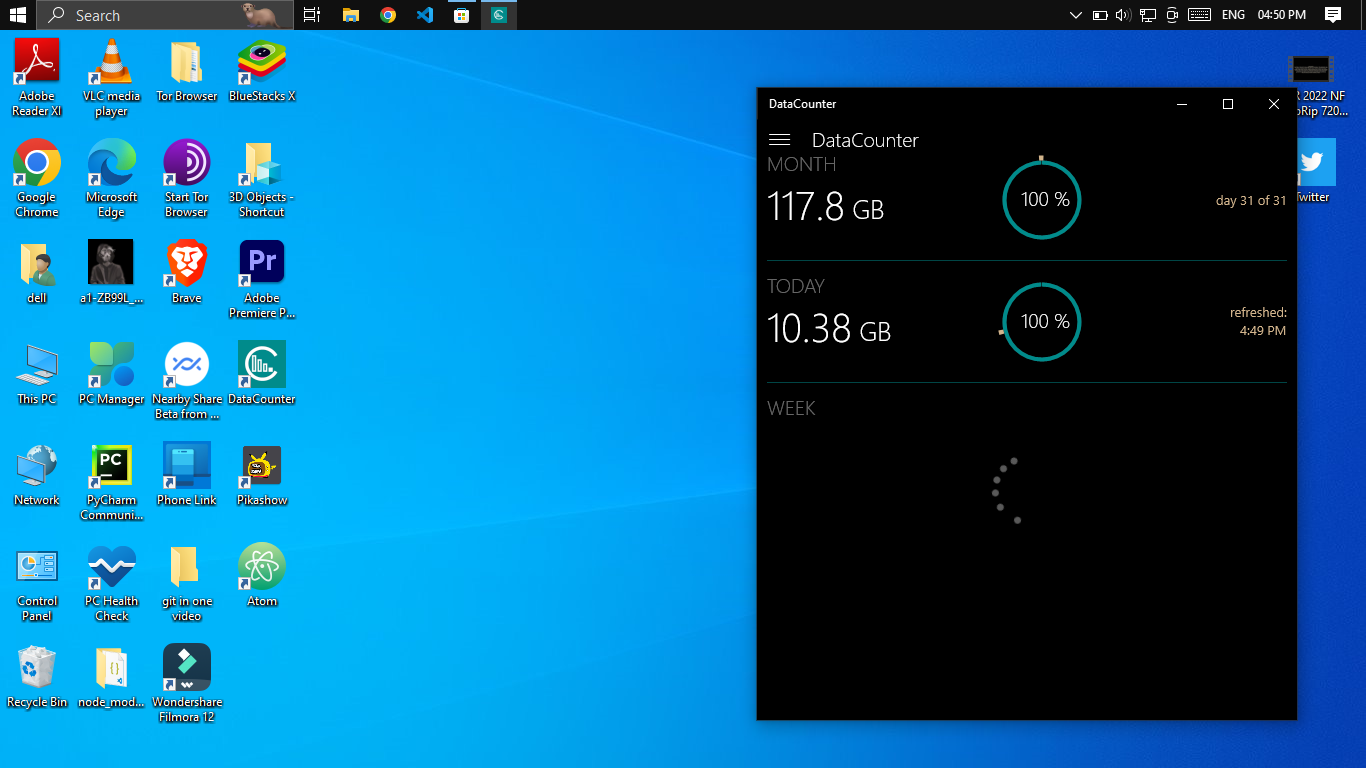 Search
ENG
04:50 PM
Adobe
Reader XI
VLC media
player
Tor Browser
BlueStacks X
Google
Chrome
Microsoft
Edge
Start Tor
Browser
3D Objects -
Shortcut
dell
a1-ZB99L_...
Brave
Pr
Adobe
Premiere P...
This PC
PC Manager
Nearby Share
Beta from ...
DataCounter
Network
PC
PyCharm
Communi...
Phone Link
Pikashow
Control
Panel
PC Health
Check
git in one
video
Atom
Recycle Bin
node_mod...
Wondershare
Filmora 12
DataCounter
DataCounter
MONTH
117.8 GB
100 %
day 31 of 31
TODAY
10.38 GB
100 %
refreshed:
4:49 PM
WEEK
R 2022 NF
oRip 720...
Twitter